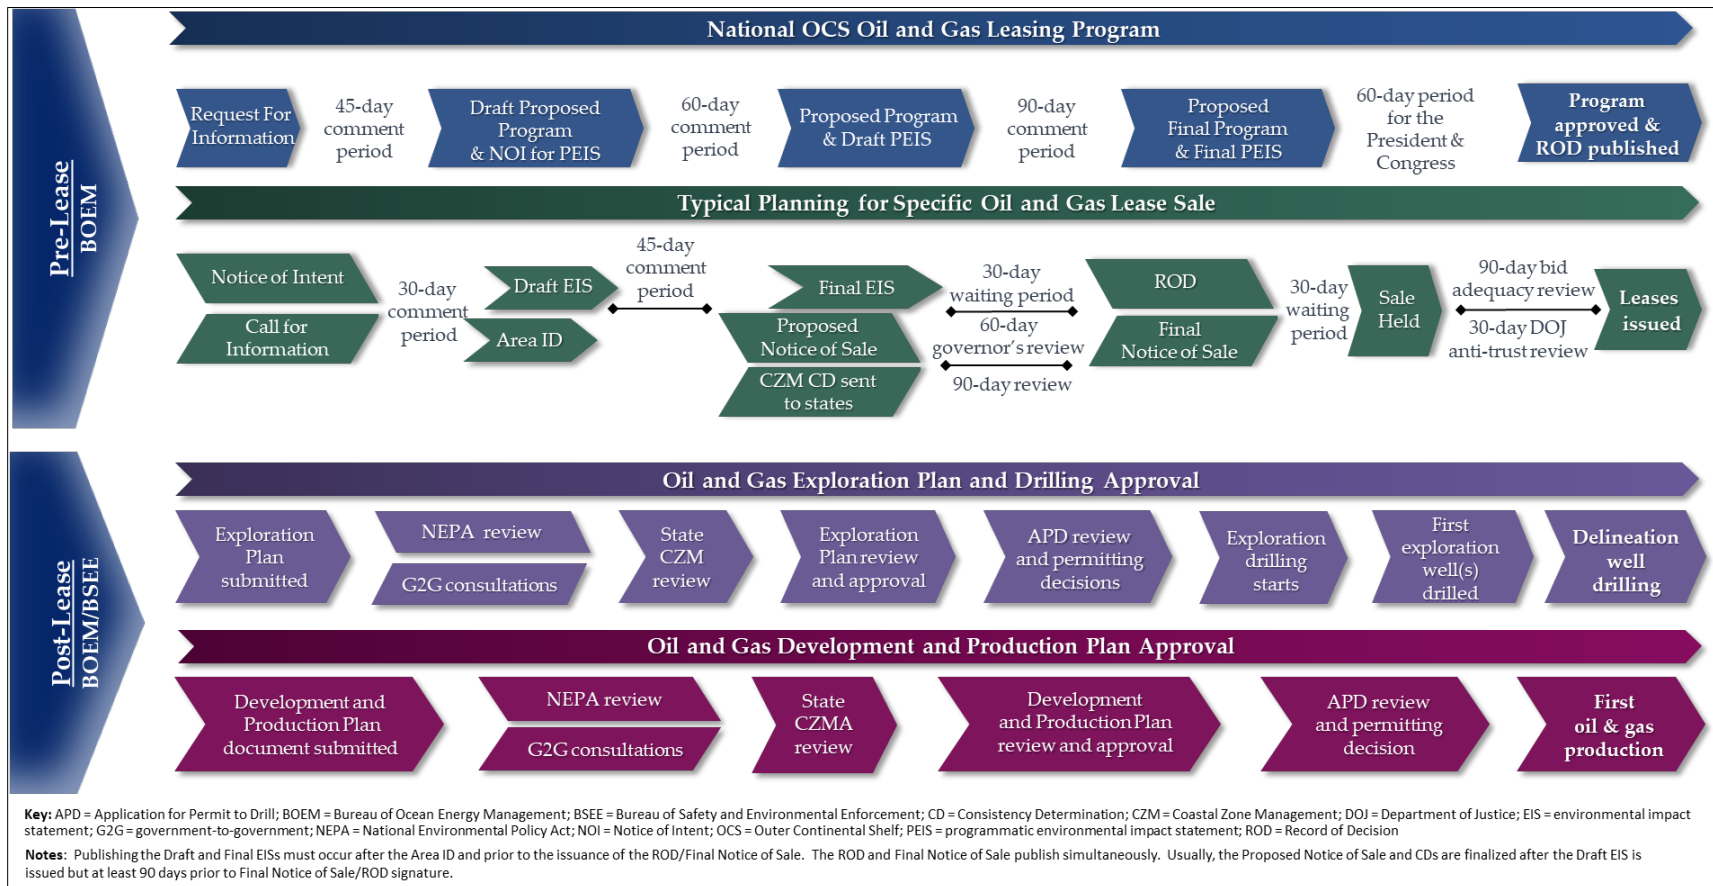 National OCS Oil and Gas Leasing Program
Pre-Lease
BOEM
Request For
Information
45-day
comment
period
Draft Proposed
Program
& NOI for PEIS
60-day
comment
period
Proposed Program
& Draft PEIS
90-day
comment
period
Proposed
Final Program
& Final PEIS
60-day period
for the
President &
Congress
Program
approved &
ROD published
Typical Planning for Specific Oil and Gas Lease Sale
Notice of Intent
Call for
Information
30-day
comment
period
Draft EIS
Area ID
45-day
comment
period
Final EIS
Proposed
Notice of Sale
CZM CD sent
to states
30-day
waiting period
60-day
governor's review
90-day review
ROD
Final
Notice of Sale
30-day
waiting
period
Sale
Held
90-day bid
adequacy review
30-day DOJ
anti-trust review
Leases
issued
Post-Lease
BOEM/BSEE
Oil and Gas Exploration Plan and Drilling Approval
Exploration
Plan
submitted
NEPA review
G2G consultations
State
CZM
review
Exploration
Plan review
and approval
APD review
and permitting
decisions
Exploration
drilling
starts
First
exploration
well(s)
drilled
Delineation
well
drilling
Oil and Gas Development and Production Plan Approval
Development and
Production Plan
document submitted
NEPA review
G2G consultations
State
CZMA
review
Development
and Production Plan
review and approval
APD review
and permitting
decision
First
oil & gas
production
Key: APD = Application for Permit to Drill; BOEM = Bureau of Ocean Energy Management; BSEE = Bureau of Safety and Environmental Enforcement; CD = Consistency Determination; CZM = Coastal Zone Management; DOJ = Department of Justice; EIS = environmental impact
statement; G2G = government-to-government; NEPA = National Environmental Policy Act; NOI = Notice of Intent; OCS = Outer Continental Shelf; PEIS = programmatic environmental impact statement; ROD = Record of Decision
Notes: Publishing the Draft and Final EISs must occur after the Area ID and prior to the issuance of the ROD/Final Notice of Sale. The ROD and Final Notice of Sale publish simultaneously. Usually, the Proposed Notice of Sale and CDs are finalized after the Draft EIS is
issued but at least 90 days prior to Final Notice of Sale/ROD signature.